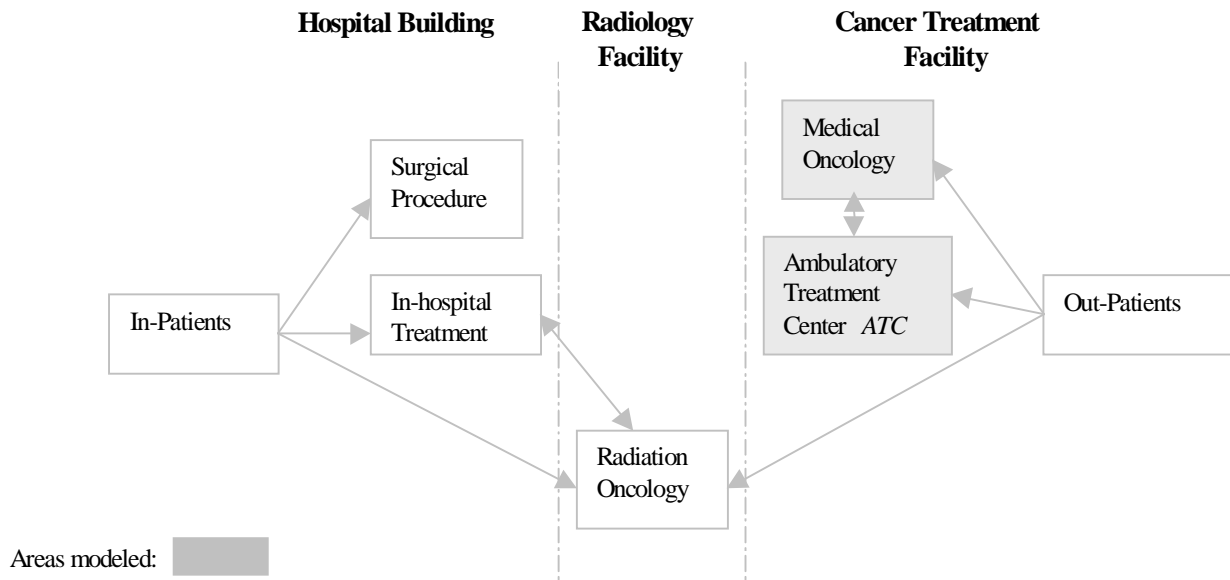 Hospital Building
Radiology
Facility
Cancer Treatment
Facility
Medical
Oncology
Surgical
Procedure
Ambulatory
Treatment
Center ATC
In-Patients
In-hospital
Treatment
Out-Patients
Radiation
Oncology
Areas modeled: